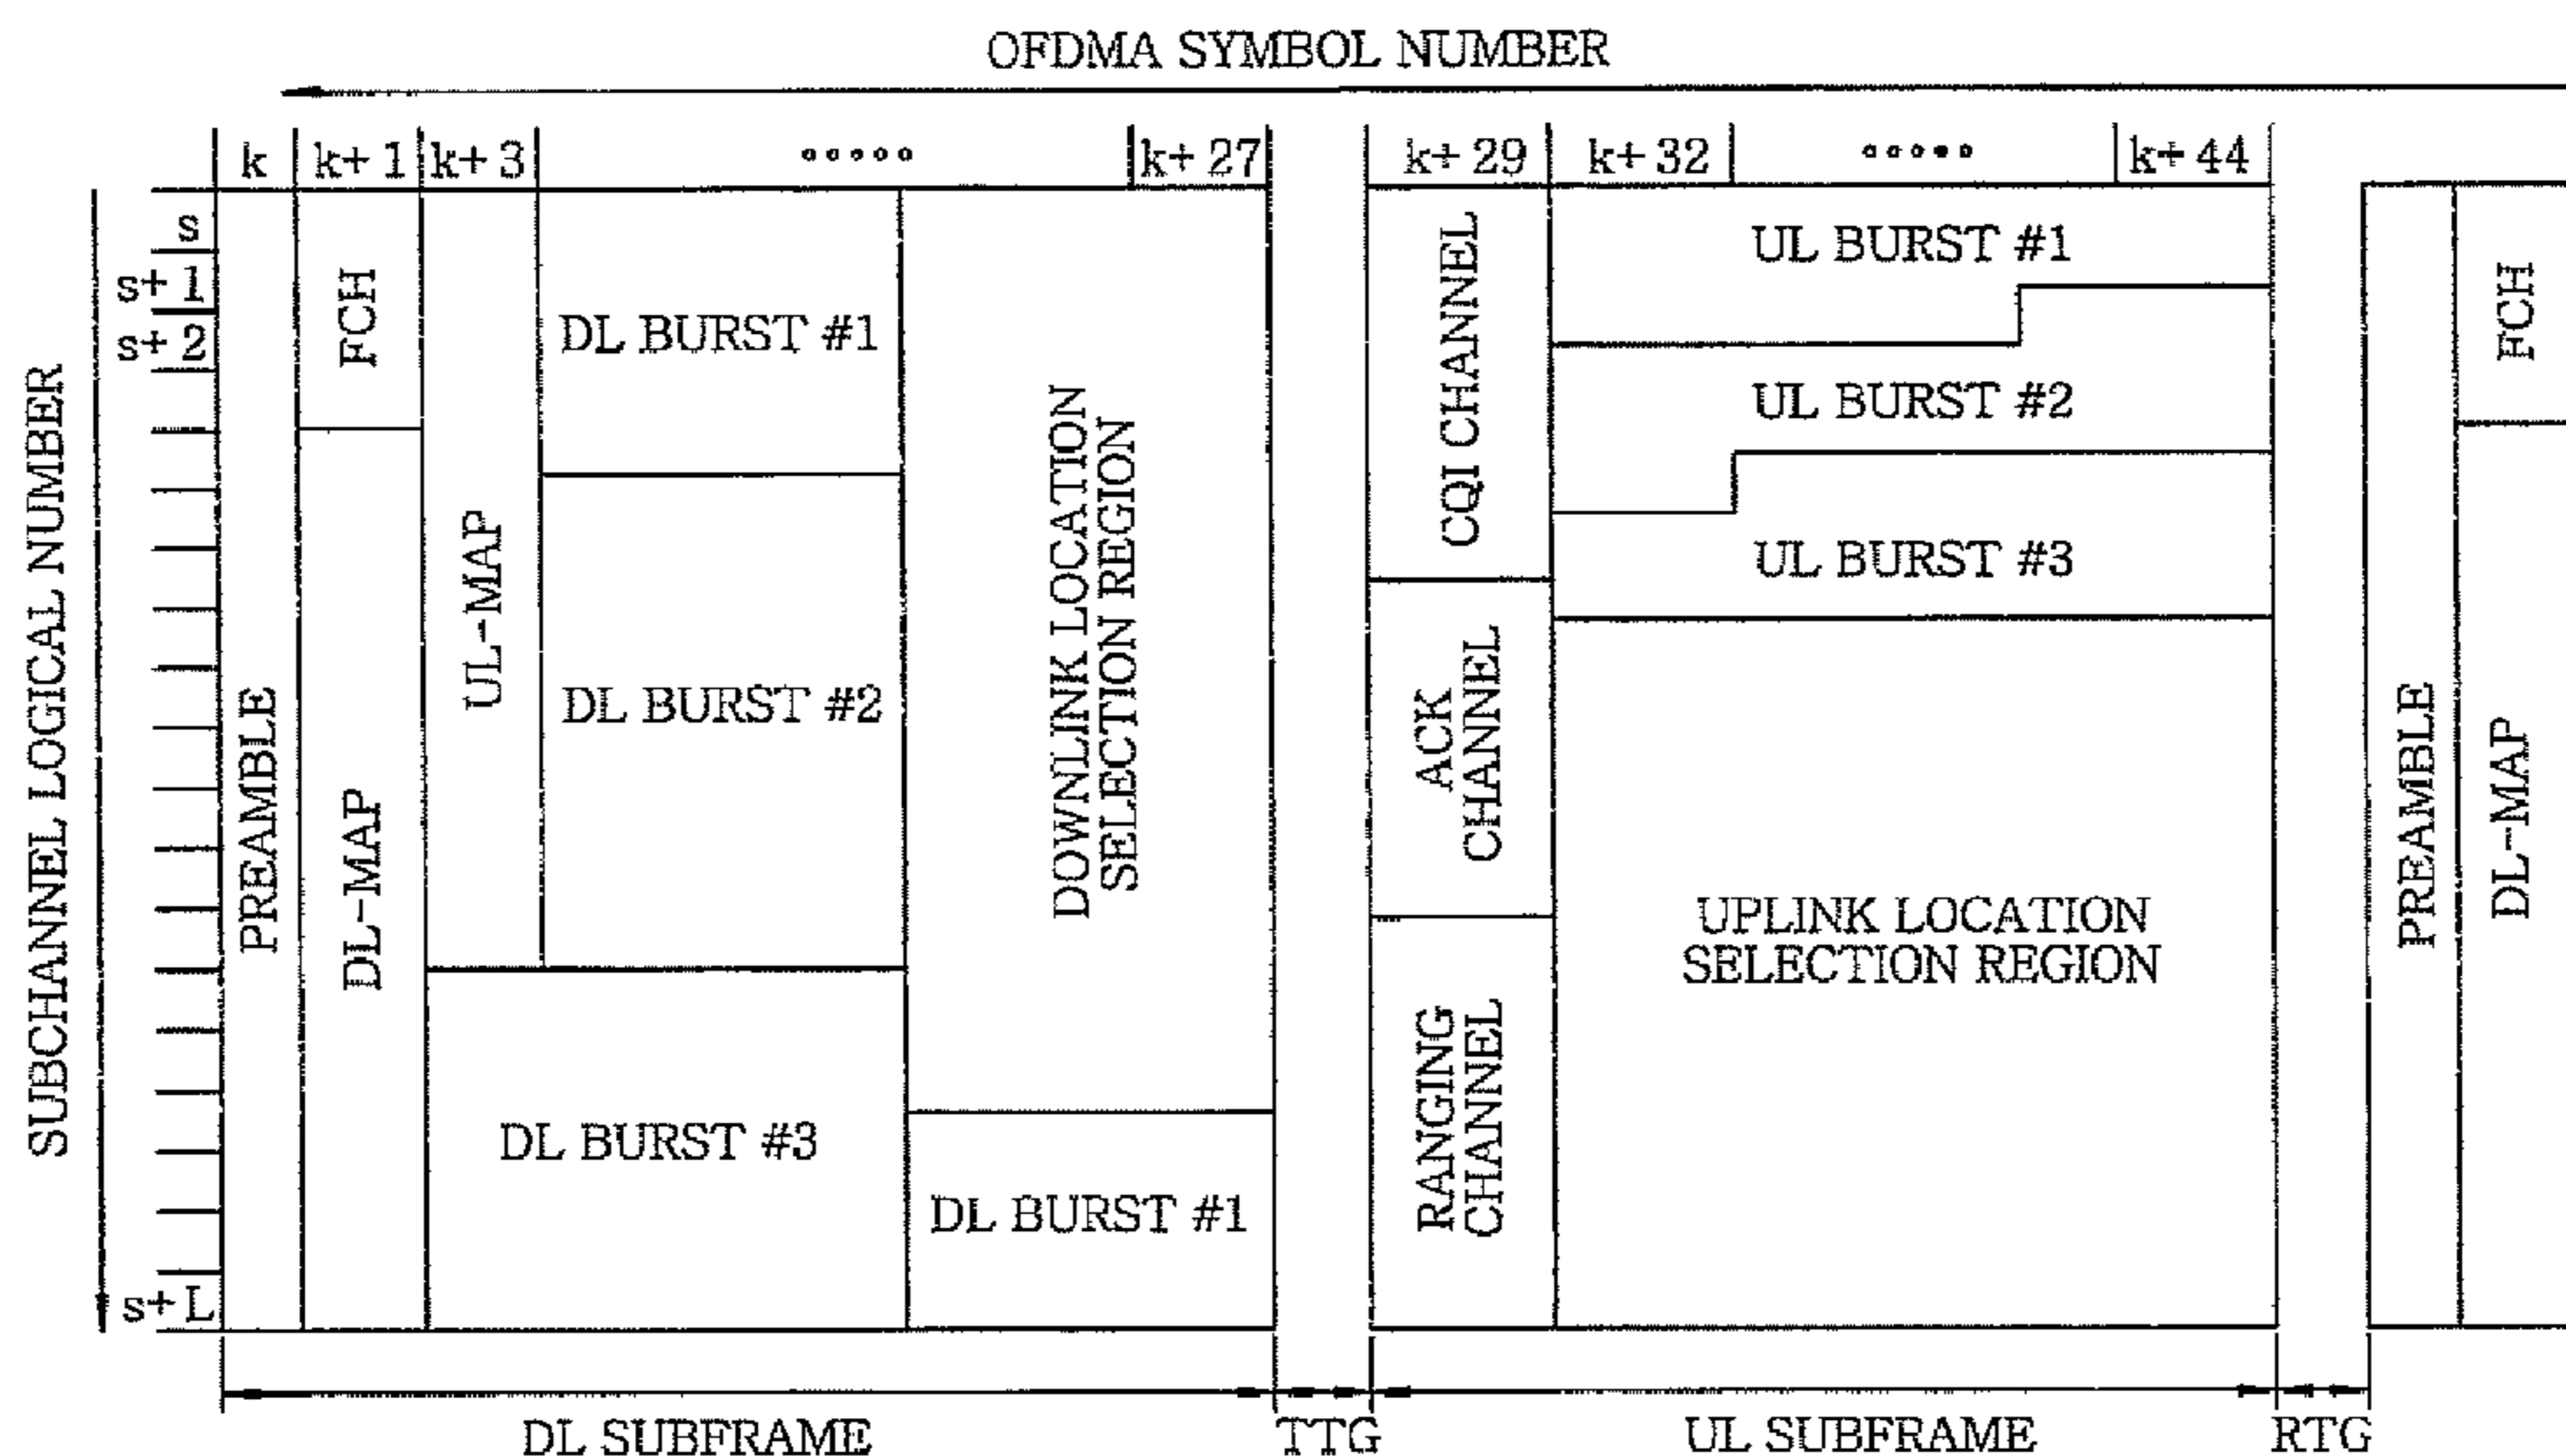 OFDMA SYMBOL NUMBER
k
k+1
k+3
∘∘∘∘∘
k+27
k+29
k+32
∘∘∘∘∘
k+44
SUBCHANNEL LOGICAL NUMBER
s
s+1
s+2
s+L
PREAMBLE
FCH
DL-MAP
UL-MAP
DL BURST #1
DL BURST #2
DL BURST #3
DOWNLINK LOCATION
SELECTION REGION
DL BURST #1
CQI CHANNEL
ACK
CHANNEL
RANGING
CHANNEL
UL BURST #1
UL BURST #2
UL BURST #3
UPLINK LOCATION
SELECTION REGION
PREAMBLE
FCH
DL-MAP
DL SUBFRAME
TTG
UL SUBFRAME
RTG